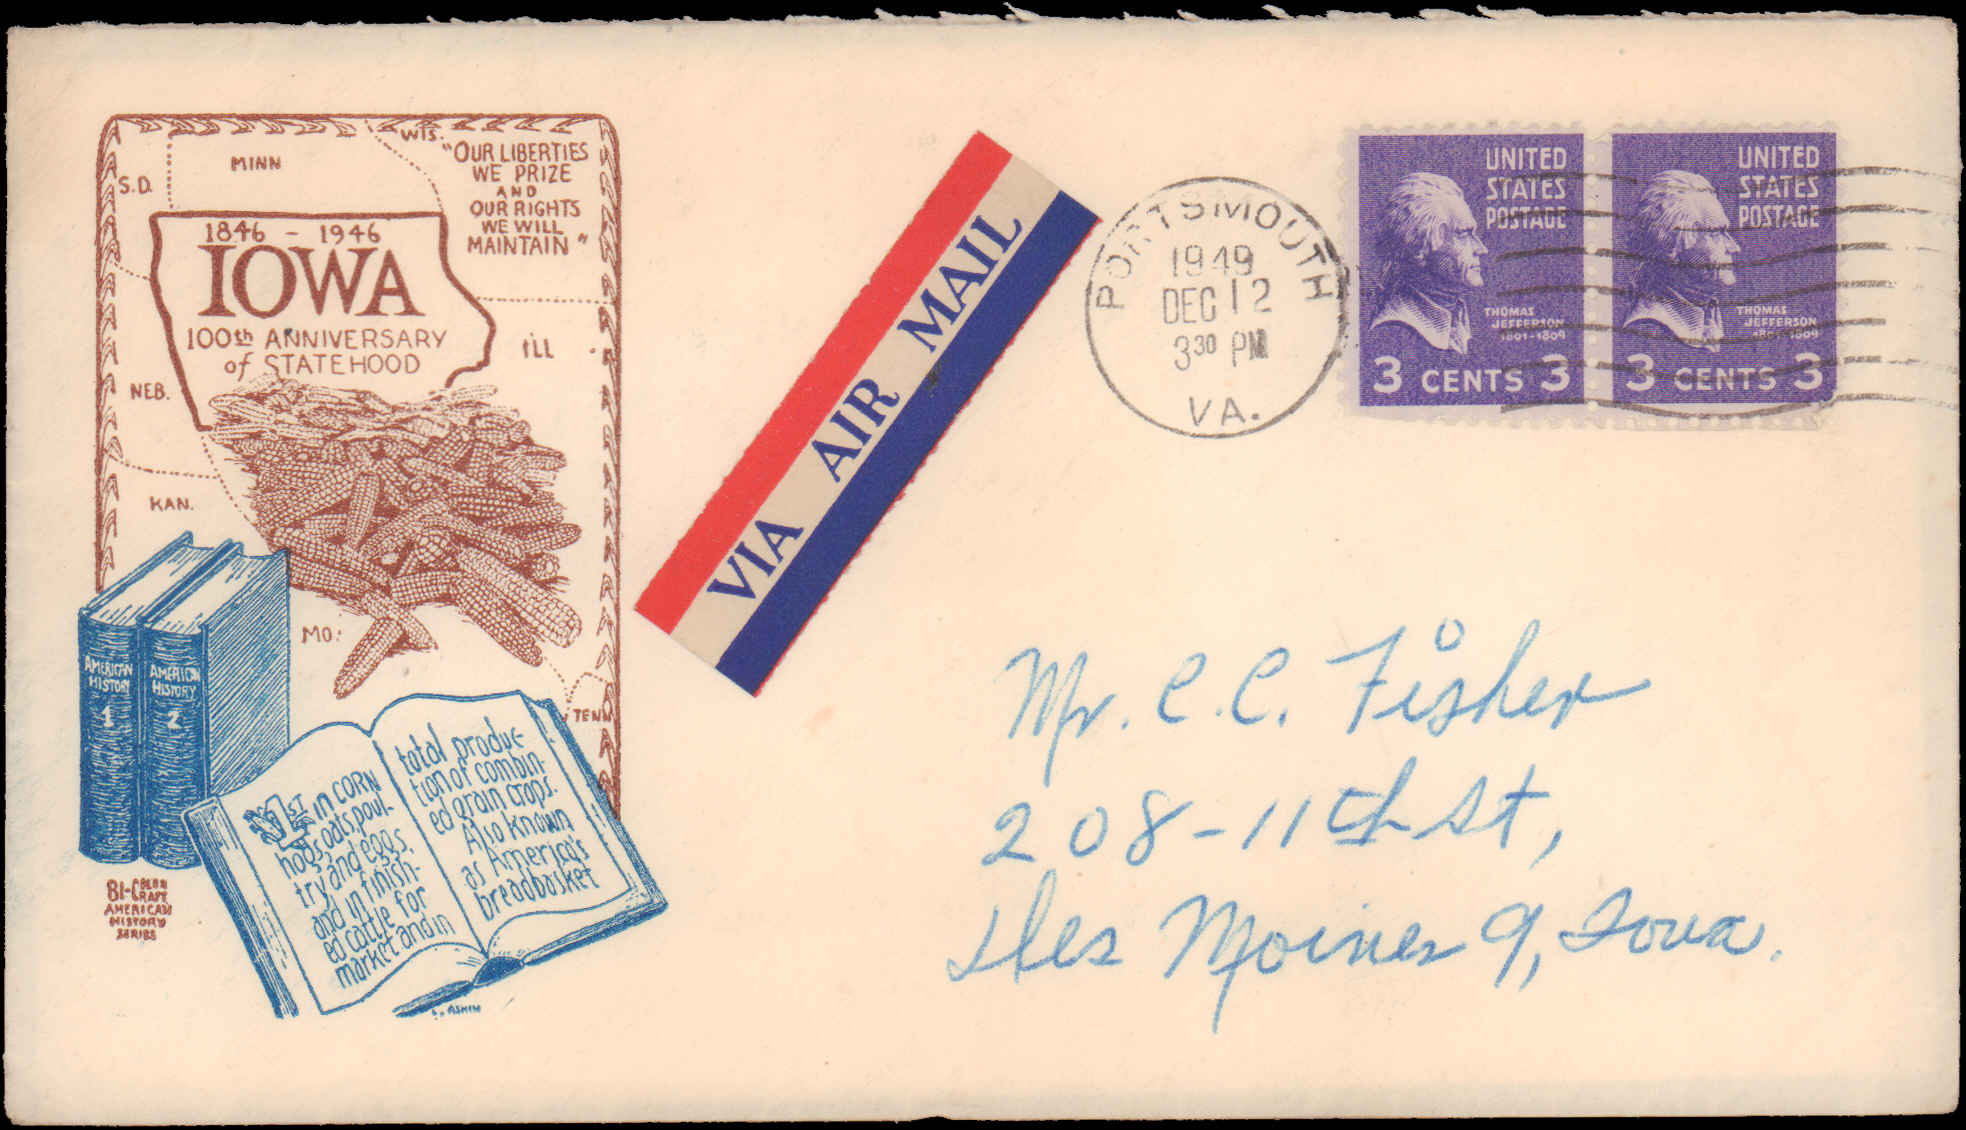 WIS.
MINN
S.D.
"OUR LIBERTIES
WE PRIZE
AND
OUR RIGHTS
WE WILL
MAINTAIN"
1846 - 1946
IOWA
100th ANNIVERSARY
of STATEHOOD
ILL
NEB.
KAN.
MO.
TENN
AMERICAN
HISTORY
1
AMERICAN
HISTORY
2
1ST in CORN
hogs, oats, poul-
try and eggs,
and in finish-
ed cattle for
market and in
total produc-
tion of combin-
ed grain crops.
Also known
as America's
breadbasket
81-COLOR
CRAFT
AMERICAN
HISTORY
SERIES
VIA AIR MAIL
PORTSMOUTH
1949
DEC 12
3 30 PM
VA.
UNITED
STATES
POSTAGE
THOMAS
JEFFERSON
1801-1809
3 CENTS 3
UNITED
STATES
POSTAGE
THOMAS
JEFFERSON
1801-1809
3 CENTS 3
Mr. C. C. Fisher
208-11th St,
Des Moines 9, Iowa.